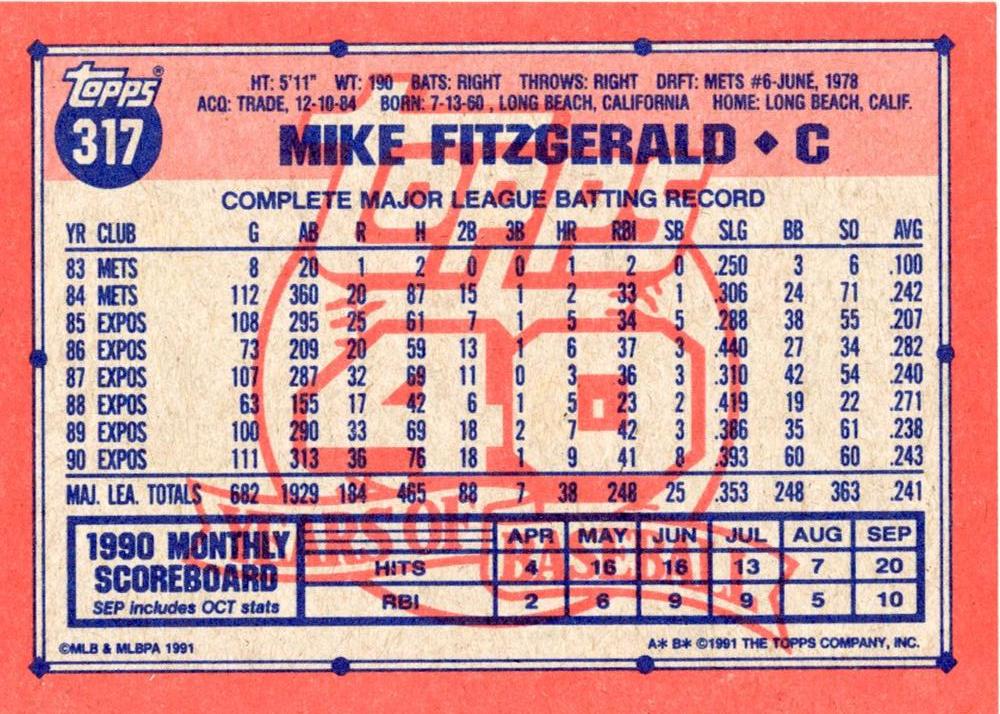 topps®
317
HT: 5'11" WT: 190 BATS: RIGHT THROWS: RIGHT DRFT: METS #6-JUNE, 1978
ACQ: TRADE, 12-10-84 BORN: 7-13-60, LONG BEACH, CALIFORNIA HOME: LONG BEACH, CALIF.
MIKE FITZGERALD ◆ C
COMPLETE MAJOR LEAGUE BATTING RECORD
YR CLUB G AB R H 2B 3B HR RBI SB SLG BB SO AVG
83 METS 8 20 1 2 0 0 1 2 0 .250 3 6 .100
84 METS 112 360 20 87 15 1 2 33 1 .306 24 71 .242
85 EXPOS 108 295 25 61 7 1 5 34 5 .288 38 55 .207
86 EXPOS 73 209 20 59 13 1 6 37 3 .440 27 34 .282
87 EXPOS 107 287 32 69 11 0 3 36 3 .310 42 54 .240
88 EXPOS 63 155 17 42 6 1 5 23 2 .419 19 22 .271
89 EXPOS 100 290 33 69 18 2 7 42 3 .386 35 61 .238
90 EXPOS 111 313 36 76 18 1 9 41 8 .393 60 60 .243
MAJ. LEA. TOTALS 682 1929 184 465 88 7 38 248 25 .353 248 363 .241
topps
40
YEARS OF BASEBALL
1990 MONTHLY SCOREBOARD
SEP includes OCT stats
APR MAY JUN JUL AUG SEP
HITS 4 16 16 13 7 20
RBI 2 6 9 9 5 10
©MLB & MLBPA 1991
A* B* ©1991 THE TOPPS COMPANY, INC.